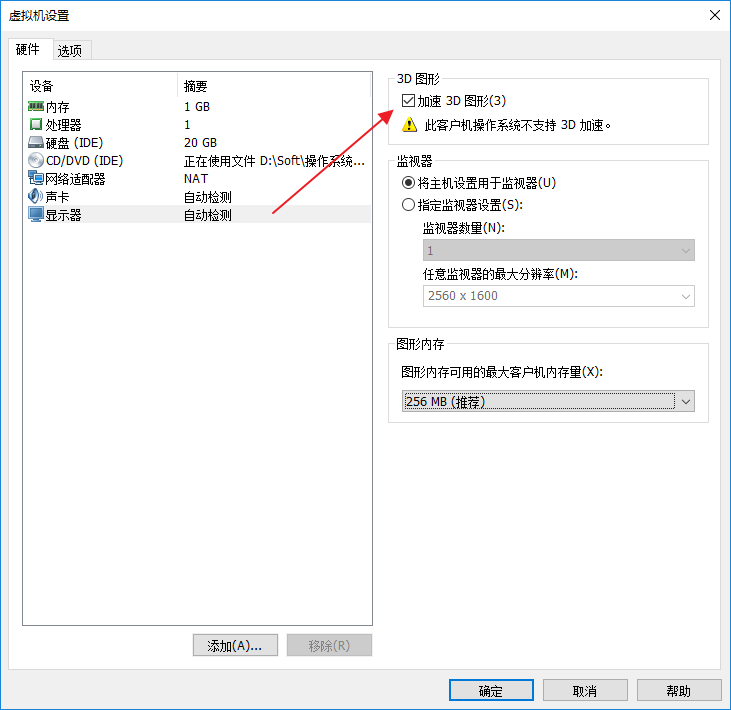 虚拟机设置
硬件 选项
设备 摘要
内存 1 GB
处理器 1
硬盘 (IDE) 20 GB
CD/DVD (IDE) 正在使用文件 D:\Soft\操作系统...
网络适配器 NAT
声卡 自动检测
显示器 自动检测
添加(A)... 移除(R)
3D 图形
加速 3D 图形(3)
此客户机操作系统不支持 3D 加速。
监视器
将主机设置用于监视器(U)
指定监视器设置(S):
监视器数量(N):
1
任意监视器的最大分辨率(M):
2560 x 1600
图形内存
图形内存可用的最大客户机内存量(X):
256 MB (推荐)
确定 取消 帮助